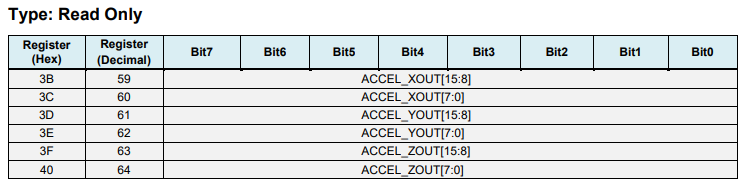 Type: Read Only
Register (Hex) Register (Decimal) Bit7 Bit6 Bit5 Bit4 Bit3 Bit2 Bit1 Bit0
3B 59 ACCEL_XOUT[15:8]
3C 60 ACCEL_XOUT[7:0]
3D 61 ACCEL_YOUT[15:8]
3E 62 ACCEL_YOUT[7:0]
3F 63 ACCEL_ZOUT[15:8]
40 64 ACCEL_ZOUT[7:0]